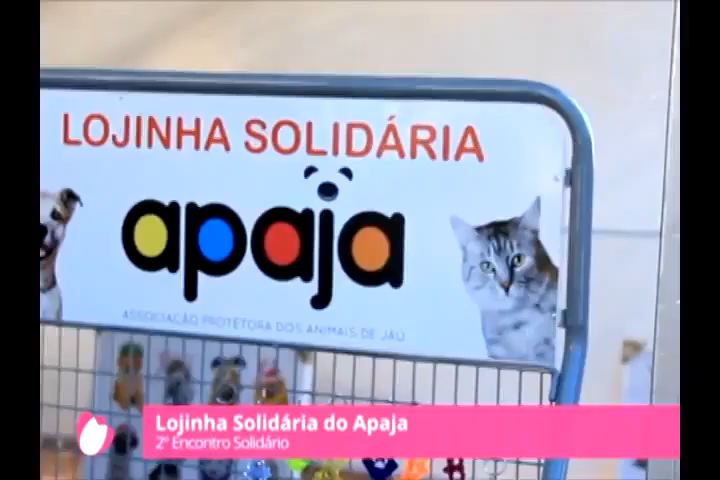 LOJINHA SOLIDÁRIA
apaja
ASSOCIAÇÃO PROTETORA DOS ANIMAIS DE JAÚ
Lojinha Solidária do Apaja
2º Encontro Solidário